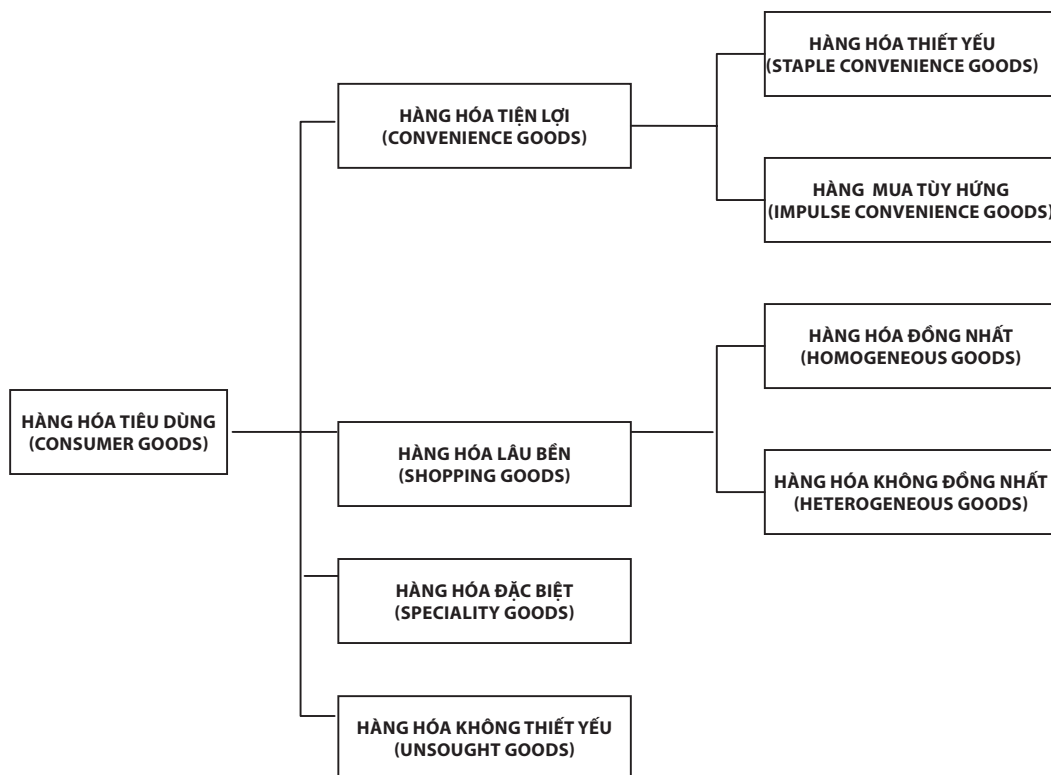 HÀNG HÓA THIẾT YẾU
(STAPLE CONVENIENCE GOODS)
HÀNG HÓA TIỆN LỢI
(CONVENIENCE GOODS)
HÀNG MUA TÙY HỨNG
(IMPULSE CONVENIENCE GOODS)
HÀNG HÓA ĐỒNG NHẤT
(HOMOGENEOUS GOODS)
HÀNG HÓA TIÊU DÙNG
(CONSUMER GOODS)
HÀNG HÓA LÂU BỀN
(SHOPPING GOODS)
HÀNG HÓA KHÔNG ĐỒNG NHẤT
(HETEROGENEOUS GOODS)
HÀNG HÓA ĐẶC BIỆT
(SPECIALITY GOODS)
HÀNG HÓA KHÔNG THIẾT YẾU
(UNSOUGHT GOODS)